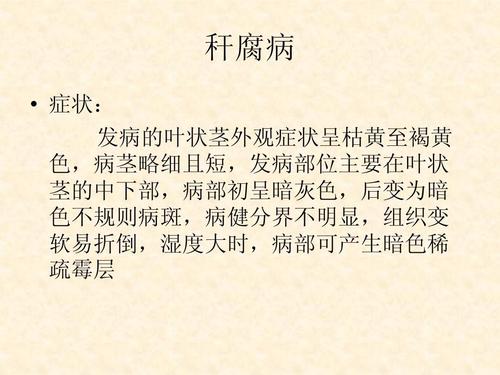 秆腐病
• 症状：
发病的叶状茎外观症状呈枯黄至褐黄
色，病茎略细且短，发病部位主要在叶状
茎的中下部，病部初呈暗灰色，后变为暗
色不规则病斑，病健分界不明显，组织变
软易折倒，湿度大时，病部可产生暗色稀
疏霉层